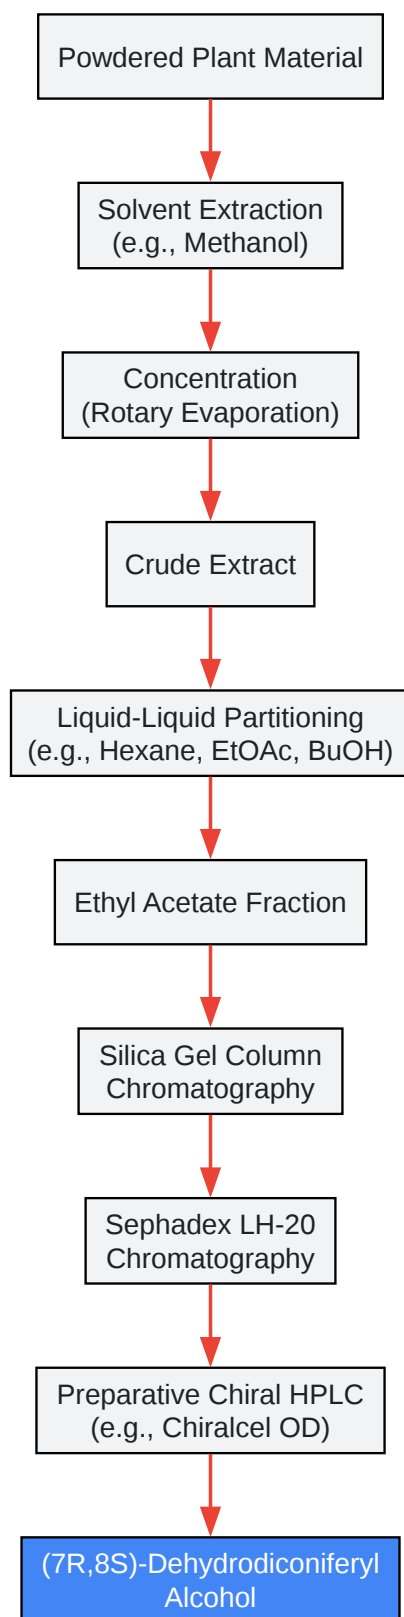 Powdered Plant Material
Solvent Extraction
(e.g., Methanol)
Concentration
(Rotary Evaporation)
Crude Extract
Liquid-Liquid Partitioning
(e.g., Hexane, EtOAc, BuOH)
Ethyl Acetate Fraction
Silica Gel Column
Chromatography
Sephadex LH-20
Chromatography
Preparative Chiral HPLC
(e.g., Chiralcel OD)
(7R,8S)-Dehydrodiconiferyl
Alcohol